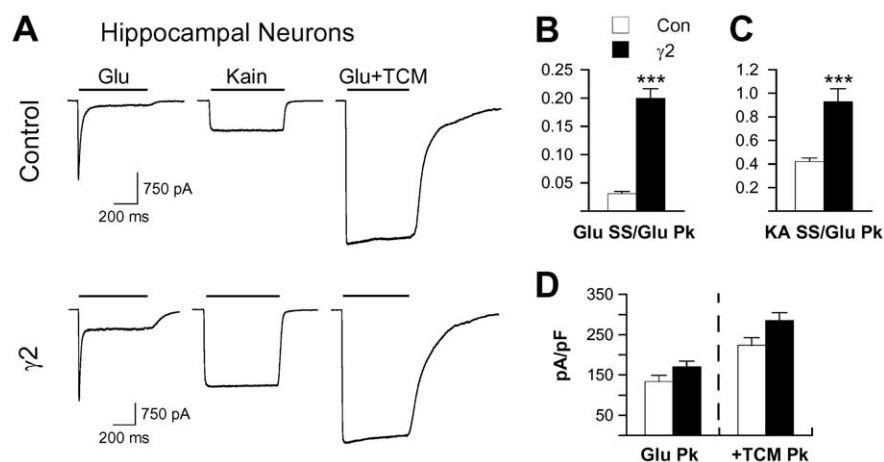 A Hippocampal Neurons
Glu Kain Glu+TCM
Control
750 pA
200 ms
γ2
750 pA
200 ms
B
Con
γ2
C
0.25
0.20
0.15
0.10
0.05
***
Glu SS/Glu Pk
1.2
1.0
0.8
0.6
0.4
0.2
***
KA SS/Glu Pk
D
pA/pF
350
250
150
50
Glu Pk +TCM Pk